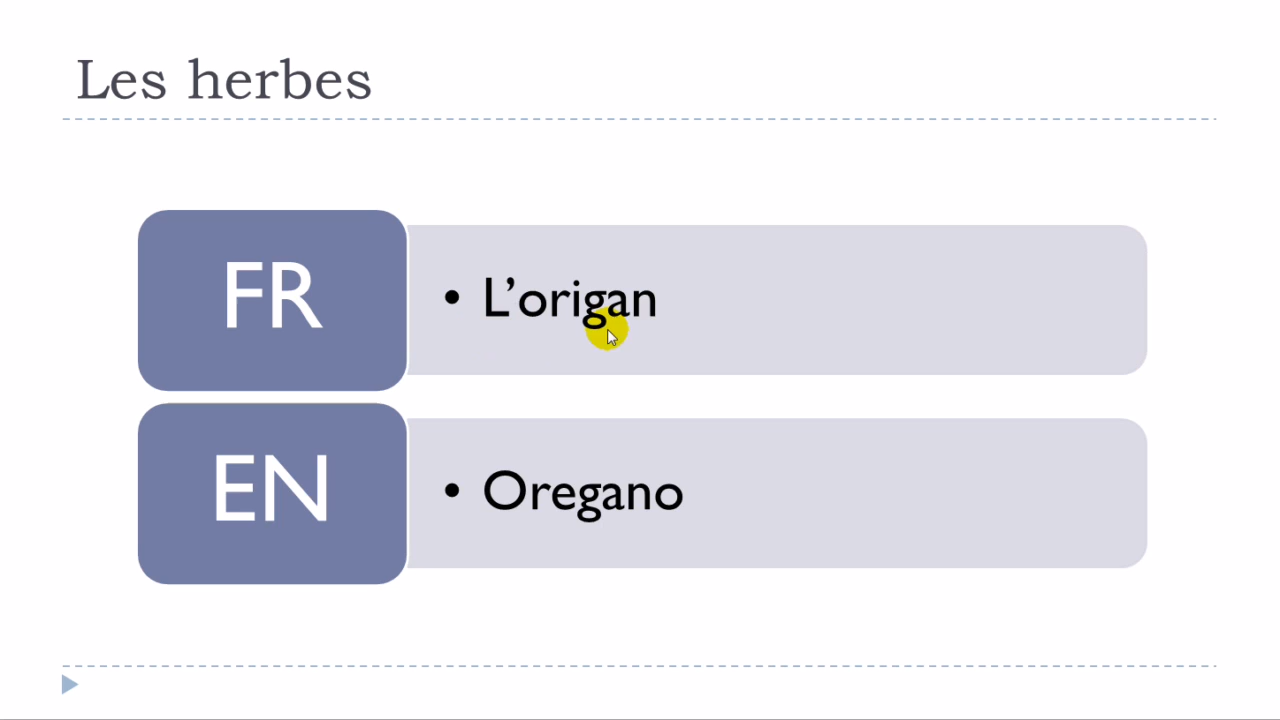 Les herbes
FR
• L’origan
EN
• Oregano